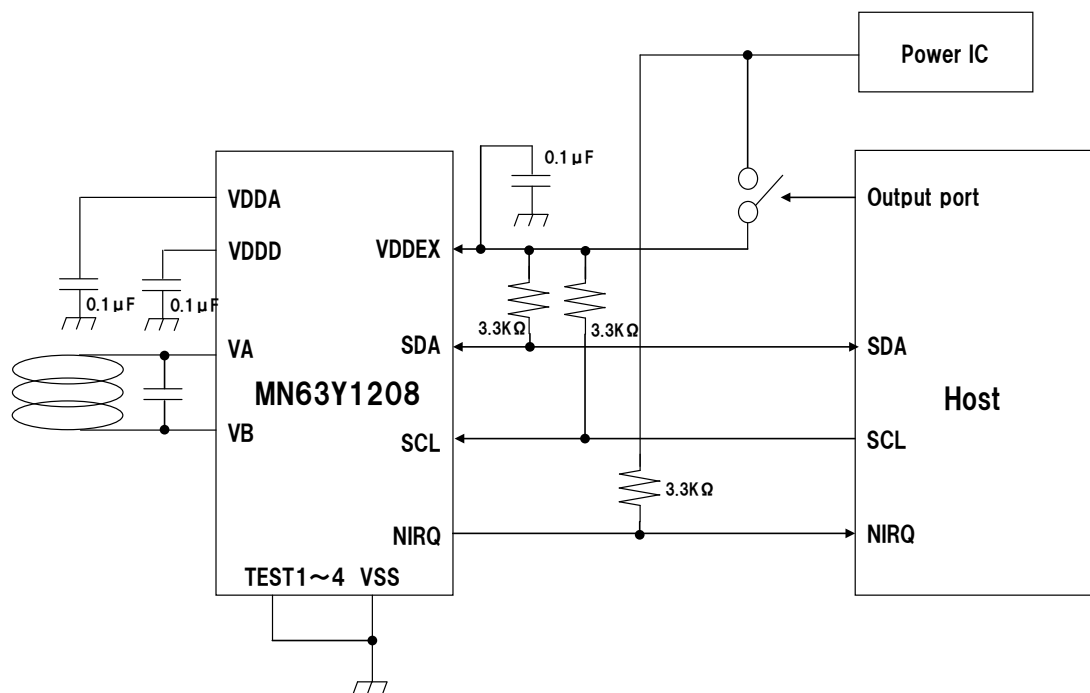 Power IC
0.1μF
VDDA
Output port
VDDD
VDDEX
0.1μF
0.1μF
3.3KΩ
3.3KΩ
VA
SDA
SDA
MN63Y1208
Host
VB
SCL
SCL
3.3KΩ
NIRQ
NIRQ
TEST1～4 VSS